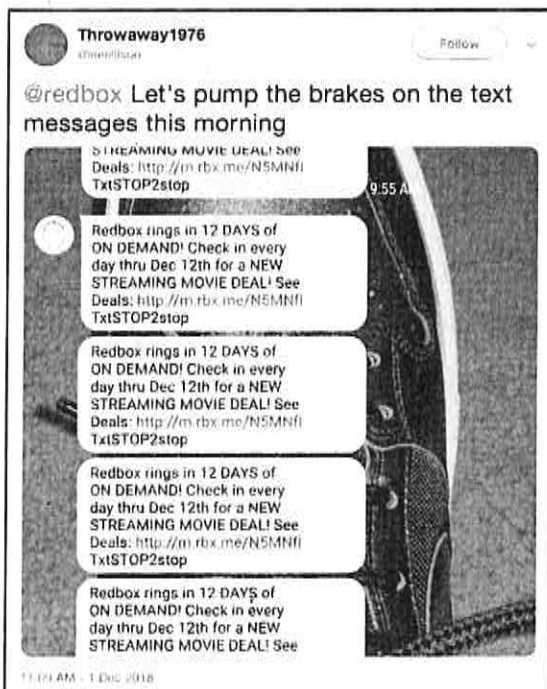 Throwaway1976
Follow
@redbox Let's pump the brakes on the text
messages this morning
STREAMING MOVIE DEAL! See
Deals: http://m.rbx.me/N5MNfI
TxtSTOP2stop
9:55 A
Redbox rings in 12 DAYS of
ON DEMAND! Check in every
day thru Dec 12th for a NEW
STREAMING MOVIE DEAL! See
Deals: http://m.rbx.me/N5MNfI
TxtSTOP2stop
Redbox rings in 12 DAYS of
ON DEMAND! Check in every
day thru Dec 12th for a NEW
STREAMING MOVIE DEAL! See
Deals: http://m.rbx.me/N5MNfI
TxtSTOP2stop
Redbox rings in 12 DAYS of
ON DEMAND! Check in every
day thru Dec 12th for a NEW
STREAMING MOVIE DEAL! See
Deals: http://m.rbx.me/N5MNfI
TxtSTOP2stop
Redbox rings in 12 DAYS of
ON DEMAND! Check in every
day thru Dec 12th for a NEW
STREAMING MOVIE DEAL! See
11:09 AM - 1 Dec 2018